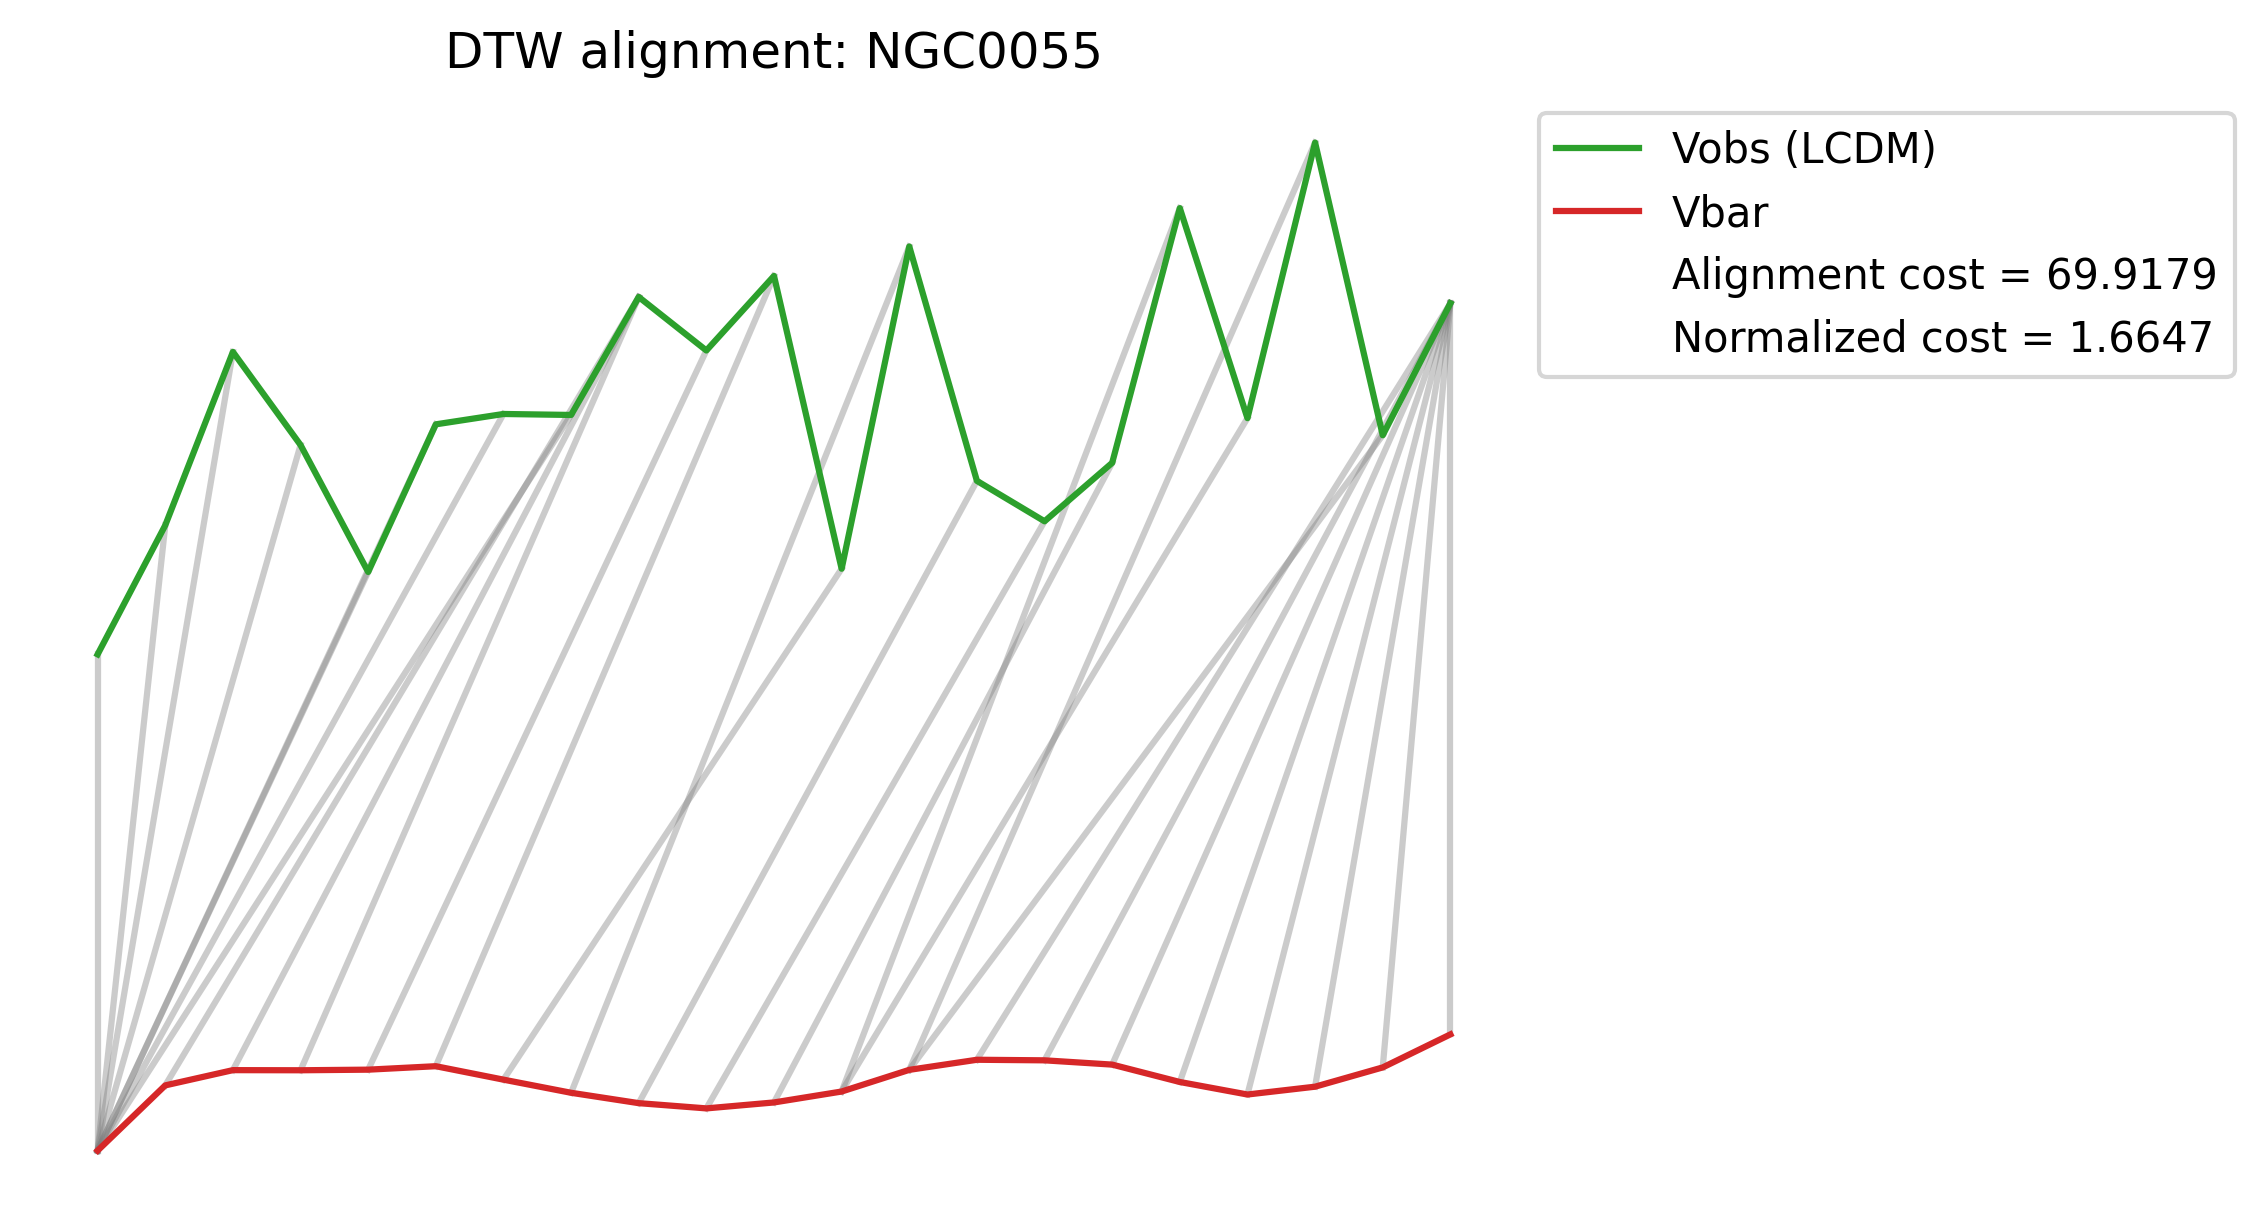 DTW alignment: NGC0055
Vobs (LCDM)
Vbar
Alignment cost = 69.9179
Normalized cost = 1.6647